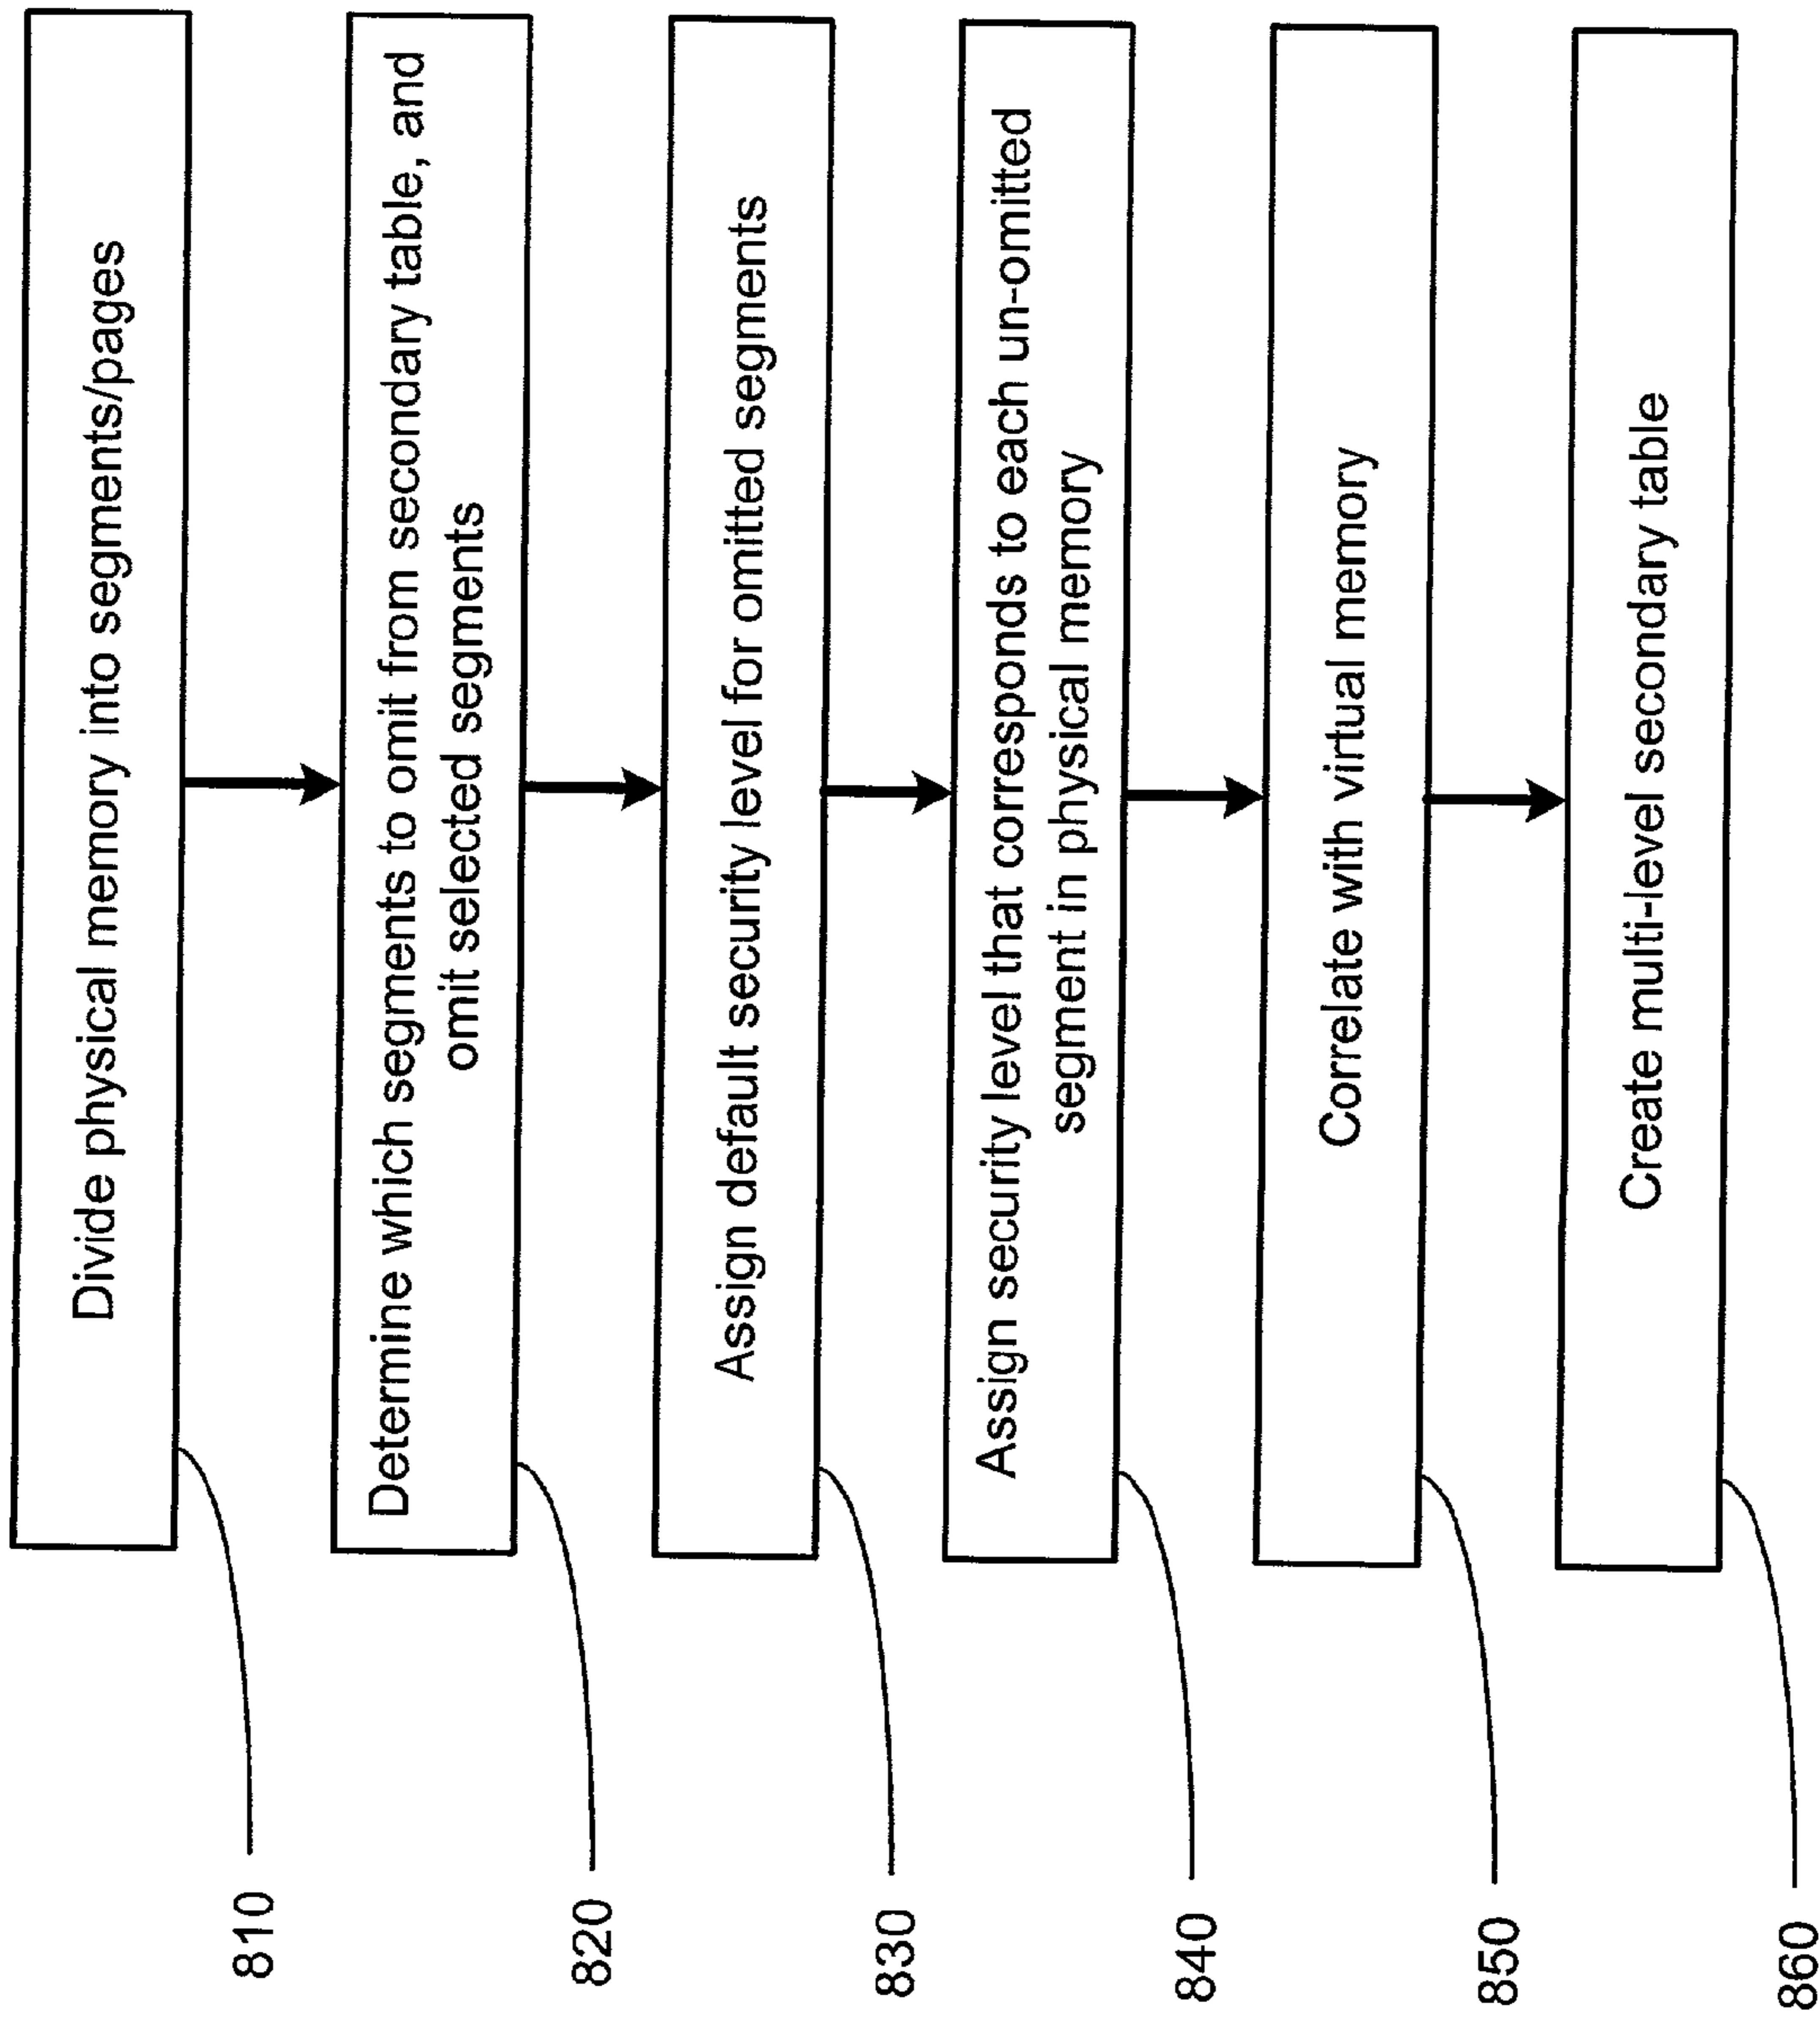 Divide physical memory into segments/pages
810
Determine which segments to omit from secondary table, and
omit selected segments
820
Assign default security level for omitted segments
830
Assign security level that corresponds to each un-omitted
segment in physical memory
840
Correlate with virtual memory
850
Create multi-level secondary table
860